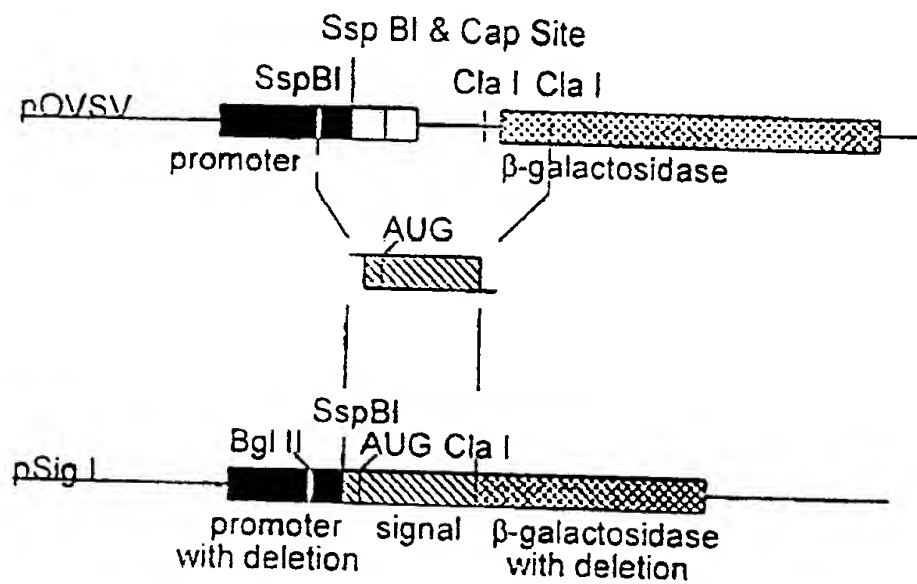 Ssp BI & Cap Site
SspBI
Cla I Cla I
pOVSV
promoter
β-galactosidase
AUG
SspBI
Bgl II
AUG Cla I
pSig I
promoter
with deletion
signal
β-galactosidase
with deletion